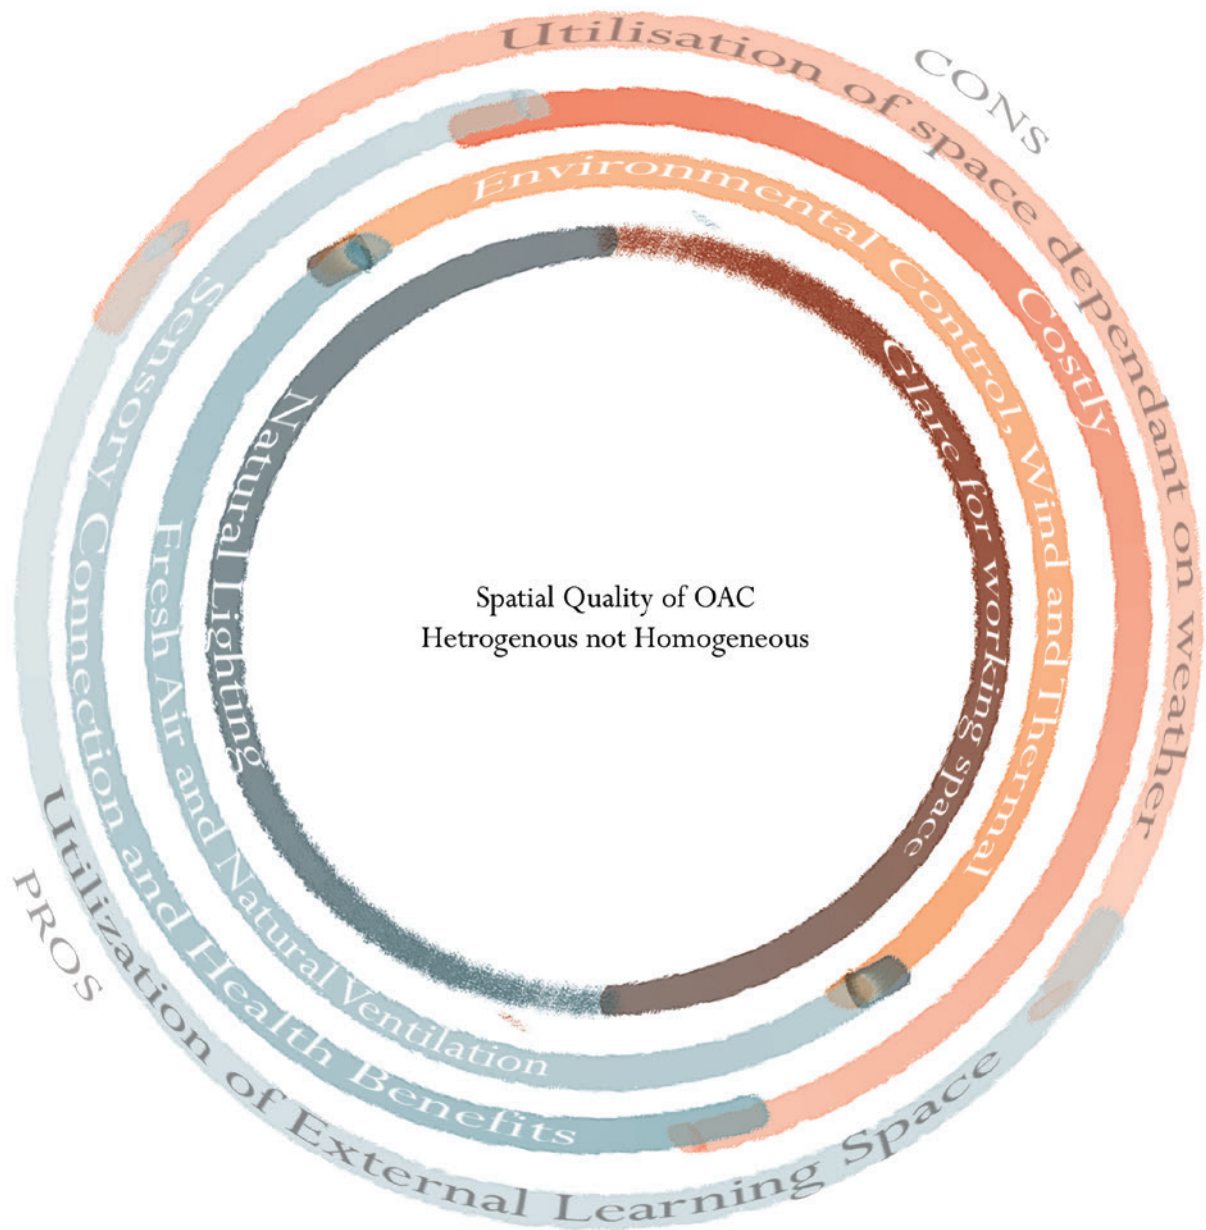 CONS
Utilisation of space dependant on weather
Costly
Environmental Control, Wind and Thermal
Glare for working space
Spatial Quality of OAC
Hetrogenous not Homogeneous
Natural Lighting
Fresh Air and Natural Ventilation
Sensory Connection and Health Benefits
Utilization of External Learning Space
PROS